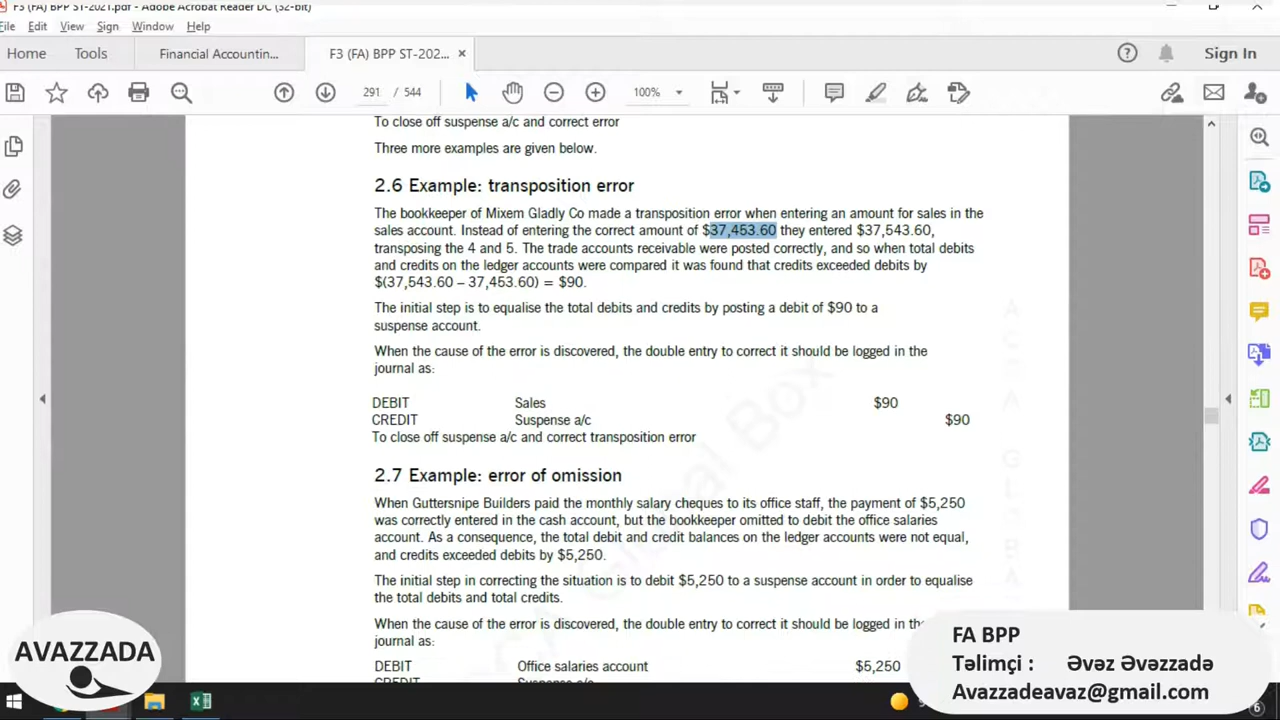 F3 (FA) BPP ST-2021.pdf - Adobe Acrobat Reader DC (32-bit)
File Edit View Sign Window Help
Home Tools Financial Accountin... F3 (FA) BPP ST-202... × Sign In
291 / 544 100%
To close off suspense a/c and correct error
Three more examples are given below.
2.6 Example: transposition error
The bookkeeper of Mixem Gladly Co made a transposition error when entering an amount for sales in the
sales account. Instead of entering the correct amount of $37,453.60 they entered $37,543.60,
transposing the 4 and 5. The trade accounts receivable were posted correctly, and so when total debits
and credits on the ledger accounts were compared it was found that credits exceeded debits by
$(37,543.60 – 37,453.60) = $90.
The initial step is to equalise the total debits and credits by posting a debit of $90 to a
suspense account.
When the cause of the error is discovered, the double entry to correct it should be logged in the
journal as:
DEBIT Sales $90
CREDIT Suspense a/c $90
To close off suspense a/c and correct transposition error
2.7 Example: error of omission
When Guttersnipe Builders paid the monthly salary cheques to its office staff, the payment of $5,250
was correctly entered in the cash account, but the bookkeeper omitted to debit the office salaries
account. As a consequence, the total debit and credit balances on the ledger accounts were not equal,
and credits exceeded debits by $5,250.
The initial step in correcting the situation is to debit $5,250 to a suspense account in order to equalise
the total debits and total credits.
When the cause of the error is discovered, the double entry to correct it should be logged in the
journal as:
DEBIT Office salaries account $5,250
AVAZZADA
FA BPP
Təlimçi : Əvəz Əvəzzadə
Avazzadeavaz@gmail.com
6